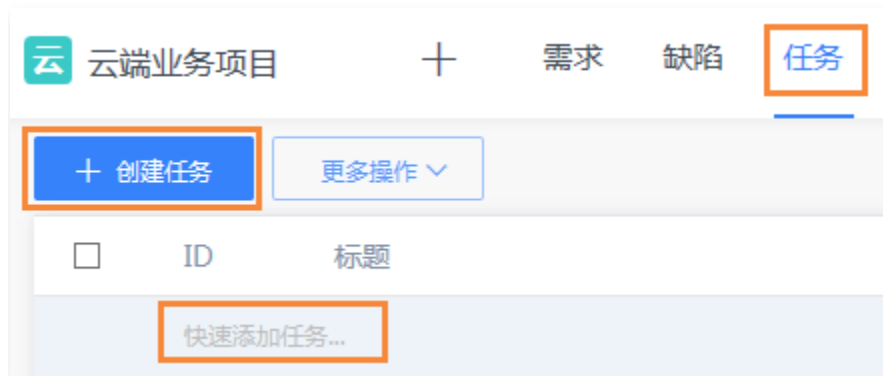 云 云端业务项目 + 需求 缺陷 任务
+ 创建任务 更多操作
ID 标题
快速添加任务...